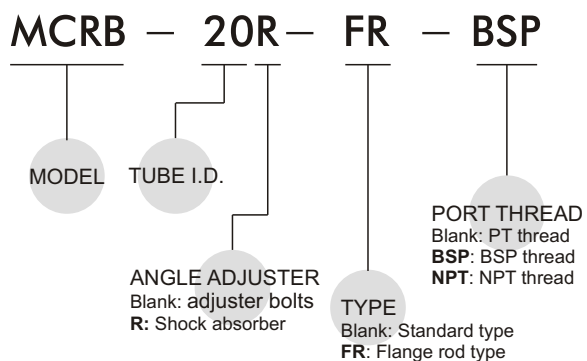 MCRB – 20R – FR – BSP
MODEL
TUBE I.D.
ANGLE ADJUSTER
Blank: adjuster bolts
R: Shock absorber
TYPE
Blank: Standard type
FR: Flange rod type
PORT THREAD
Blank: PT thread
BSP: BSP thread
NPT: NPT thread